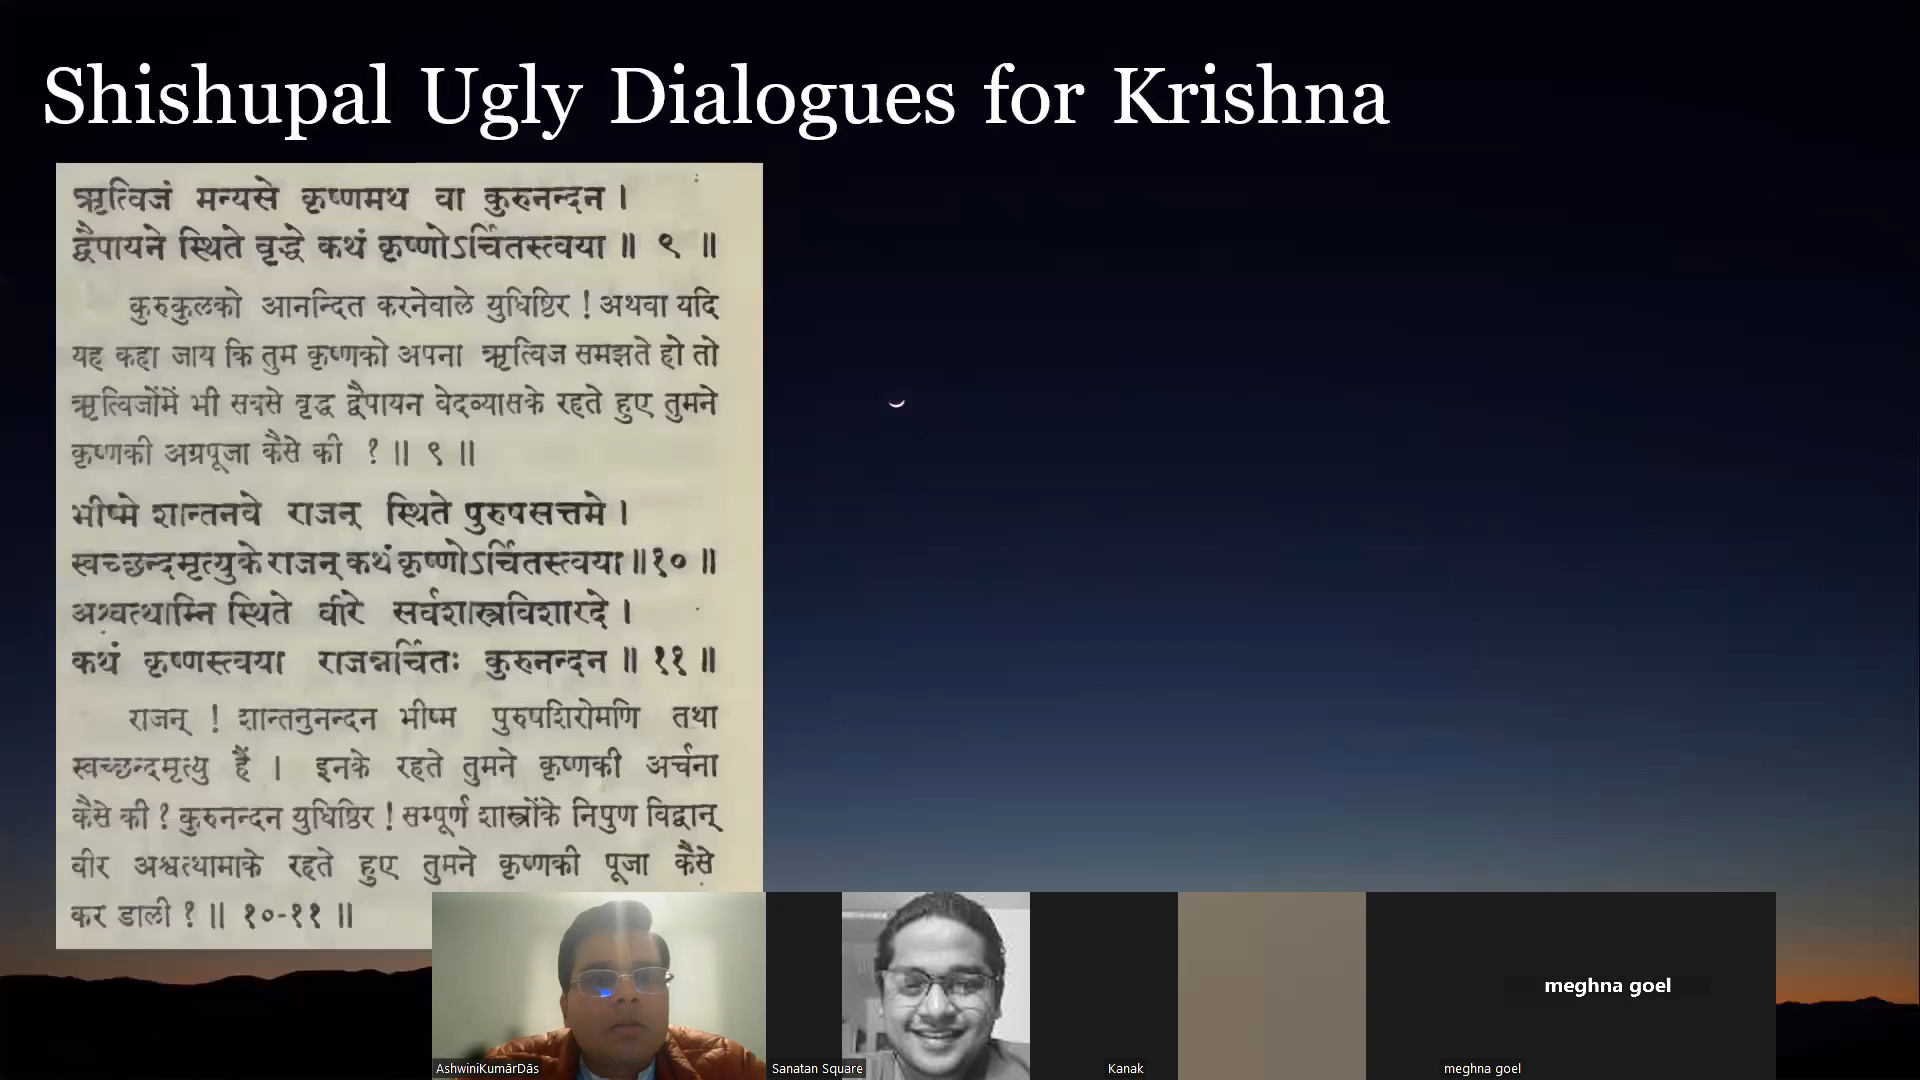 Shishupal Ugly Dialogues for Krishna
ऋत्विजं मन्यसे कृष्णमथ वा कुरुनन्दन ।
द्वैपायने स्थिते वृद्धे कथं कृष्णोऽर्चितस्त्वया ॥ ९ ॥
कुरुकुलको आनन्दित करनेवाले युधिष्ठिर ! अथवा यदि
यह कहा जाय कि तुम कृष्णको अपना ऋत्विज समझते हो तो
ऋत्विजोंमें भी सबसे वृद्ध द्वैपायन वेदव्यासके रहते हुए तुमने
कृष्णकी अग्रपूजा कैसे की ? ॥ ९ ॥
भीष्मे शान्तनवे राजन् स्थिते पुरुषसत्तमे ।
स्वच्छन्दमृत्युके राजन् कथं कृष्णोऽर्चितस्त्वया ॥ १० ॥
अश्वत्थाम्नि स्थिते वीरे सर्वशास्त्रविशारदे ।
कथं कृष्णस्त्वया राजन्नर्चितः कुरुनन्दन ॥ ११ ॥
राजन् ! शान्तनुनन्दन भीष्म पुरुषशिरोमणि तथा
स्वच्छन्दमृत्यु हैं । इनके रहते तुमने कृष्णकी अर्चना
कैसे की ? कुरुनन्दन युधिष्ठिर ! सम्पूर्ण शास्त्रोंके निपुण विद्वान्
वीर अश्वत्थामाके रहते हुए तुमने कृष्णकी पूजा कैसे
कर डाली ? ॥ १०-११ ॥
meghna goel
AshwiniKumārDās
Sanatan Square
Kanak
meghna goel